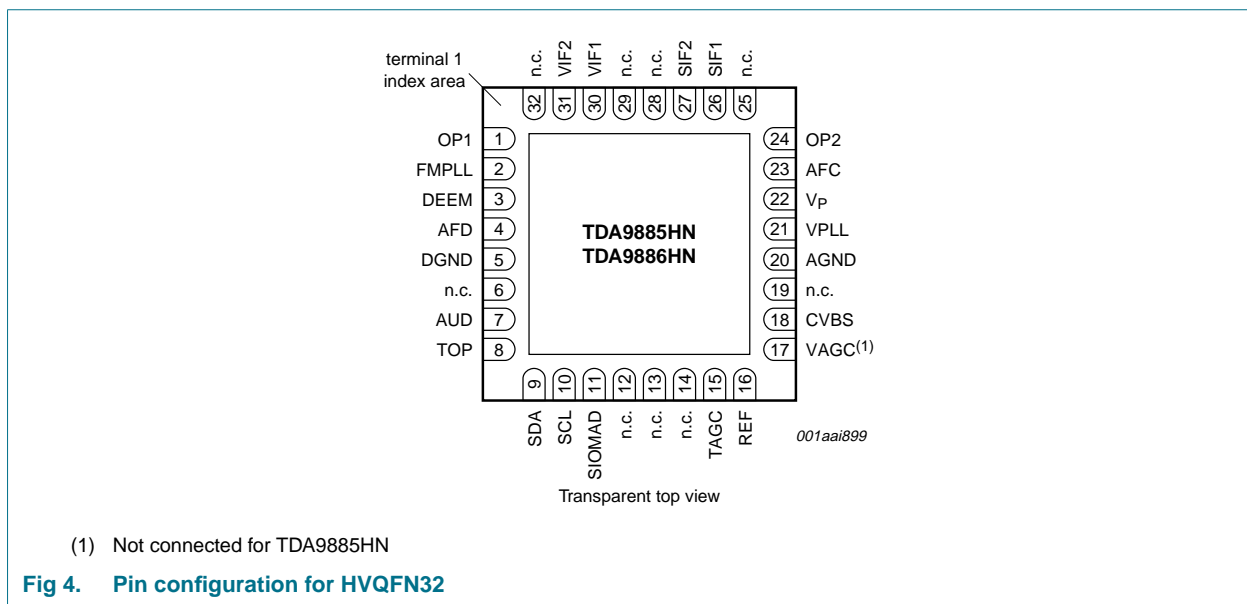 terminal 1
index area
n.c.
VIF2
VIF1
n.c.
n.c.
SIF2
SIF1
n.c.
32
31
30
29
28
27
26
25
OP1 1
FMPLL 2
DEEM 3
AFD 4
DGND 5
n.c. 6
AUD 7
TOP 8
TDA9885HN
TDA9886HN
24 OP2
23 AFC
22 VP
21 VPLL
20 AGND
19 n.c.
18 CVBS
17 VAGC(1)
9
10
11
12
13
14
15
16
SDA
SCL
SIOMAD
n.c.
n.c.
n.c.
TAGC
REF
001aai899
Transparent top view
(1) Not connected for TDA9885HN
Fig 4. Pin configuration for HVQFN32